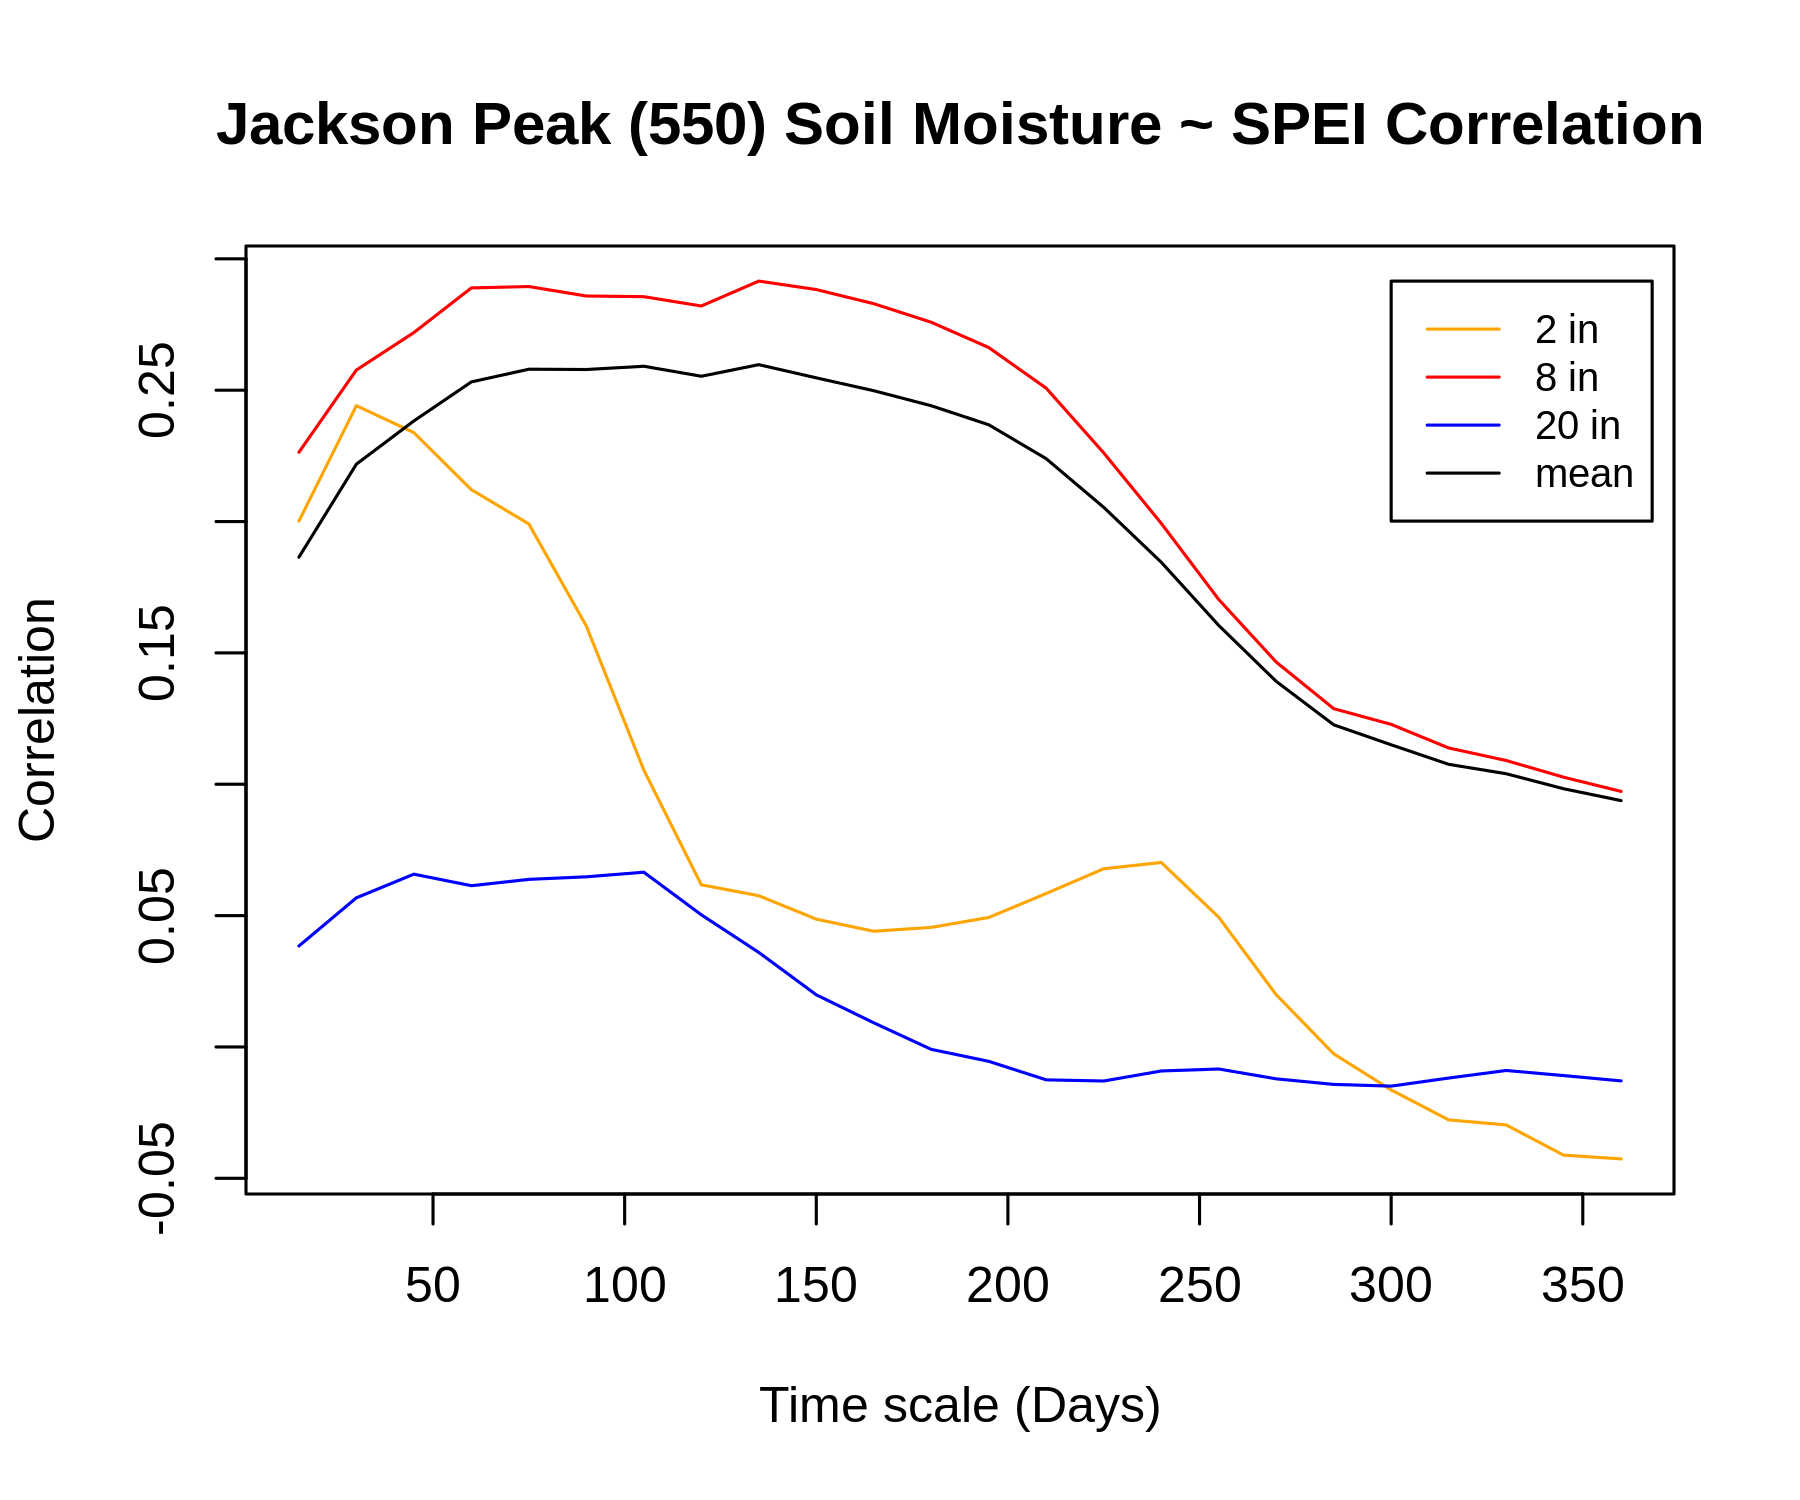 Jackson Peak (550) Soil Moisture ~ SPEI Correlation
2 in
8 in
20 in
mean
Correlation
0.25
0.15
0.05
-0.05
50 100 150 200 250 300 350
Time scale (Days)